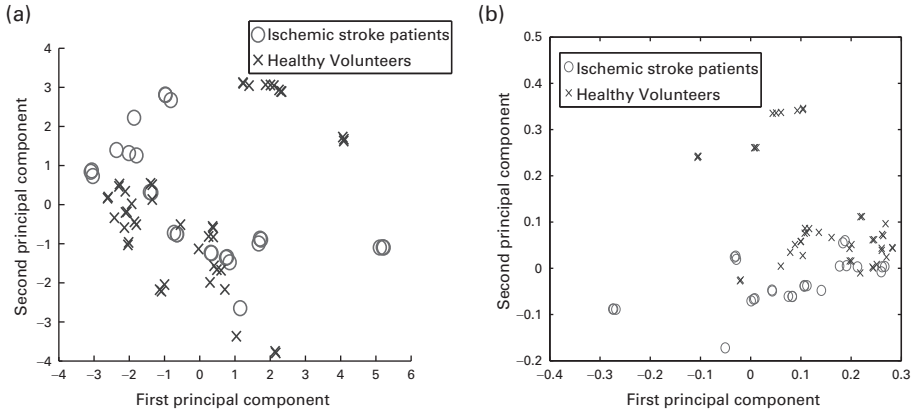 (a)
Ischemic stroke patients
Healthy Volunteers
4
3
2
1
0
−1
−2
−3
−4
Second principal component
−4 −3 −2 −1 0 1 2 3 4 5 6
First principal component
(b)
Ischemic stroke patients
Healthy Volunteers
0.5
0.4
0.3
0.2
0.1
0
−0.1
−0.2
Second principal component
−0.4 −0.3 −0.2 −0.1 0 0.1 0.2 0.3
First principal component